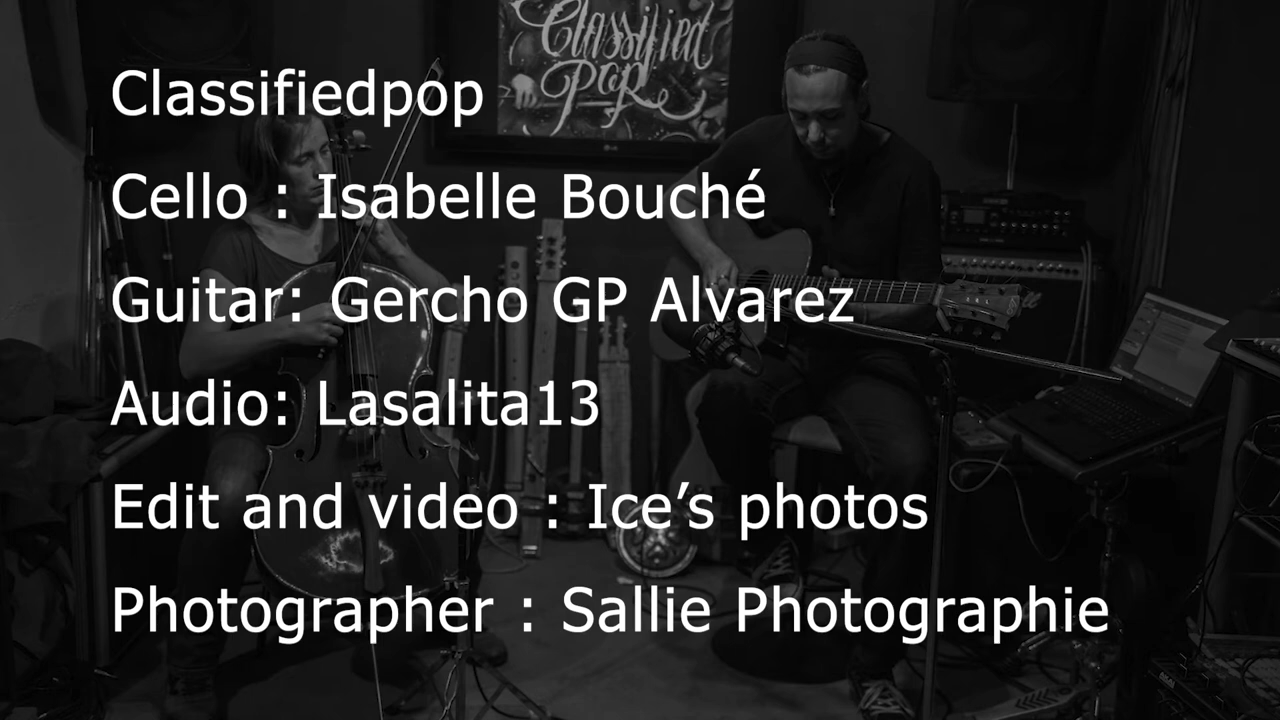 Classified
Pop
Classifiedpop
Cello : Isabelle Bouché
Guitar: Gercho GP Alvarez
Audio: Lasalita13
Edit and video : Ice’s photos
Photographer : Sallie Photographie